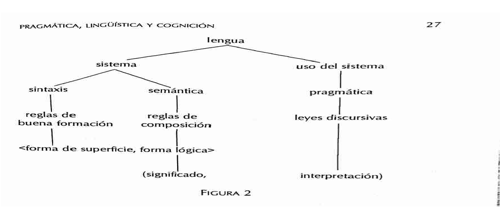 PRAGMÁTICA, LINGÜÍSTICA Y COGNICIÓN 27
lengua
sistema uso del sistema
sintaxis semántica pragmática
reglas de buena formación reglas de composición leyes discursivas
<forma de superficie, forma lógica>
(significado, interpretación)
FIGURA 2